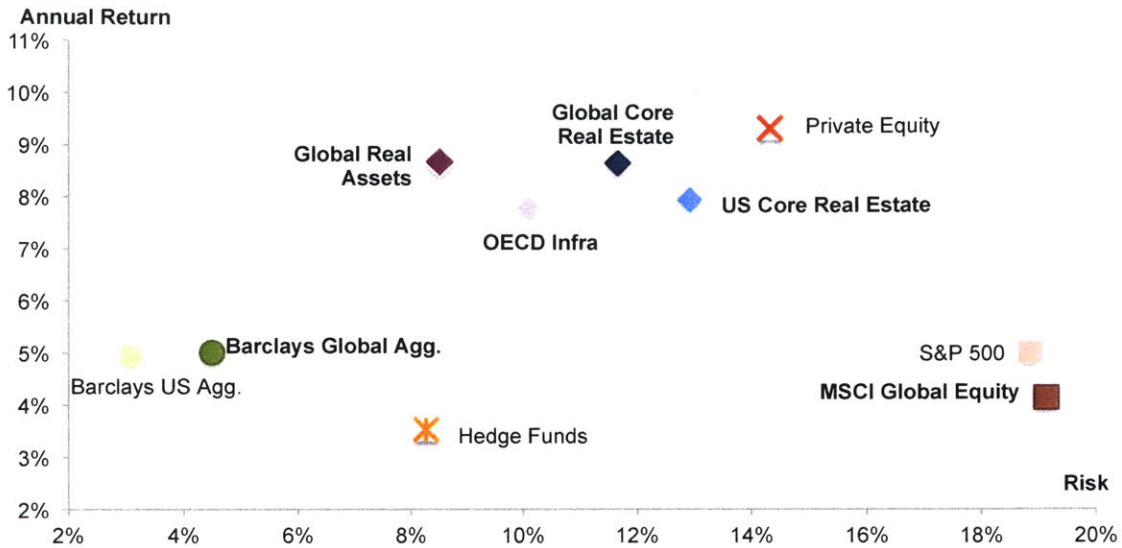 Annual Return
11%
10%
9%
8%
7%
6%
5%
4%
3%
2%
Global Core
Real Estate
Private Equity
Global Real
Assets
US Core Real Estate
OECD Infra
Barclays Global Agg.
Barclays US Agg.
S&P 500
MSCI Global Equity
Hedge Funds
Risk
2%
4%
6%
8%
10%
12%
14%
16%
18%
20%